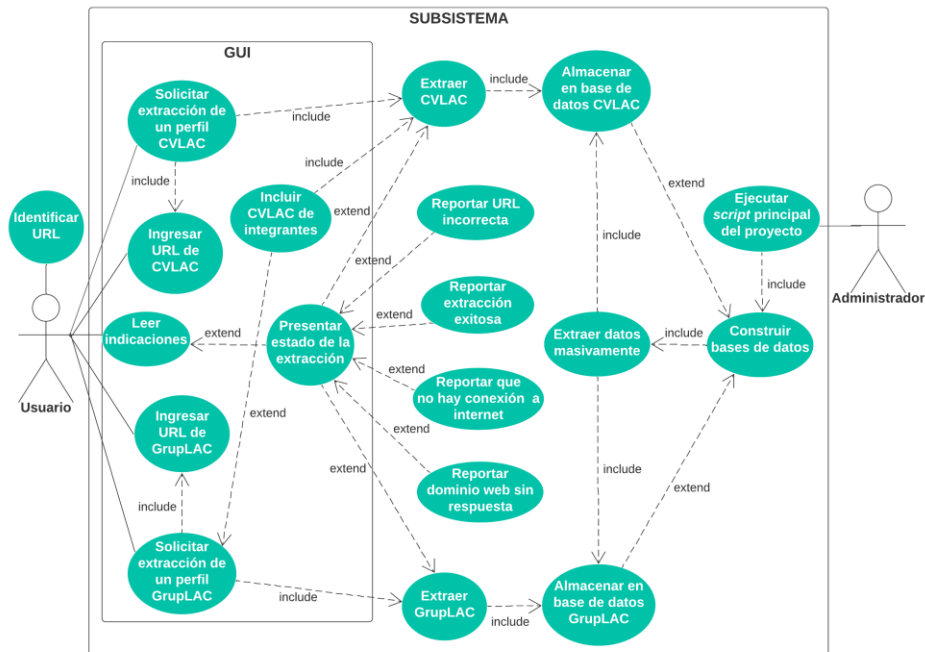 SUBSISTEMA
GUI
Solicitar
extracción de
un perfil
CVLAC
Extraer
CVLAC
include
Almacenar
en base de
datos CVLAC
include
include
include
Identificar
URL
Ingresar
URL de
CVLAC
Incluir
CVLAC de
integrantes
extend
Reportar URL
incorrecta
include
extend
Ejecutar
script principal
del proyecto
Administrador
extend
include
Reportar
extracción
exitosa
extend
Leer
indicaciones
extend
Presentar
estado de la
extracción
Extraer datos
masivamente
include
Construir
bases de datos
Usuario
extend
Reportar que
no hay conexión a
internet
extend
Ingresar
URL de
GrupLAC
extend
extend
Reportar
dominio web sin
respuesta
include
extend
include
Solicitar
extracción de
un perfil
GrupLAC
include
Extraer
GrupLAC
include
Almacenar en
base de datos
GrupLAC